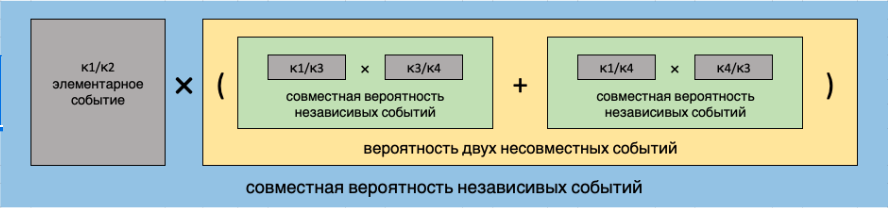 к1/к2
элементарное
событие
×
(
к1/к3 × к3/к4
совместная вероятность
независивых событий
+
к1/к4 × к4/к3
совместная вероятность
независивых событий
)
вероятность двух несовместных событий
совместная вероятность независивых событий